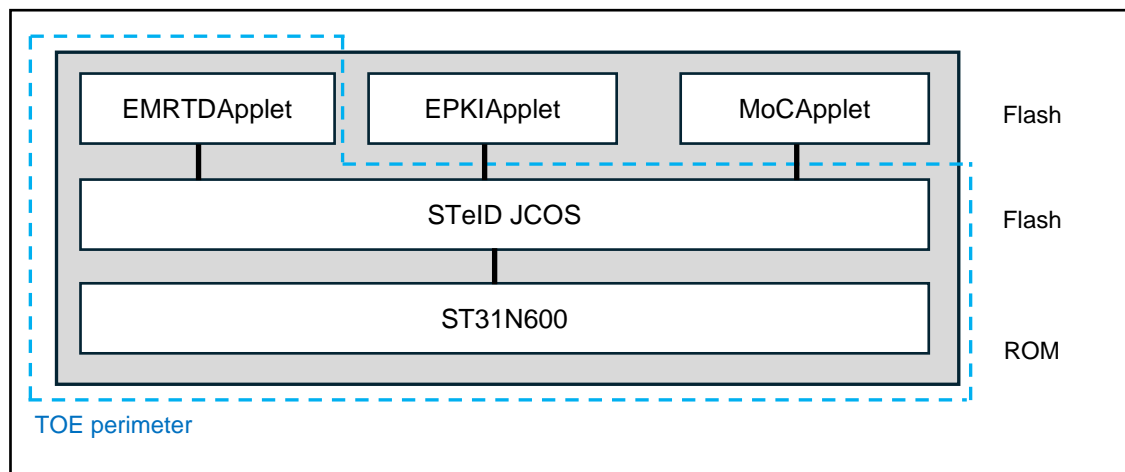 EMRTDApplet EPKIApplet MoCApplet Flash
STeID JCOS Flash
ST31N600
ROM
TOE perimeter